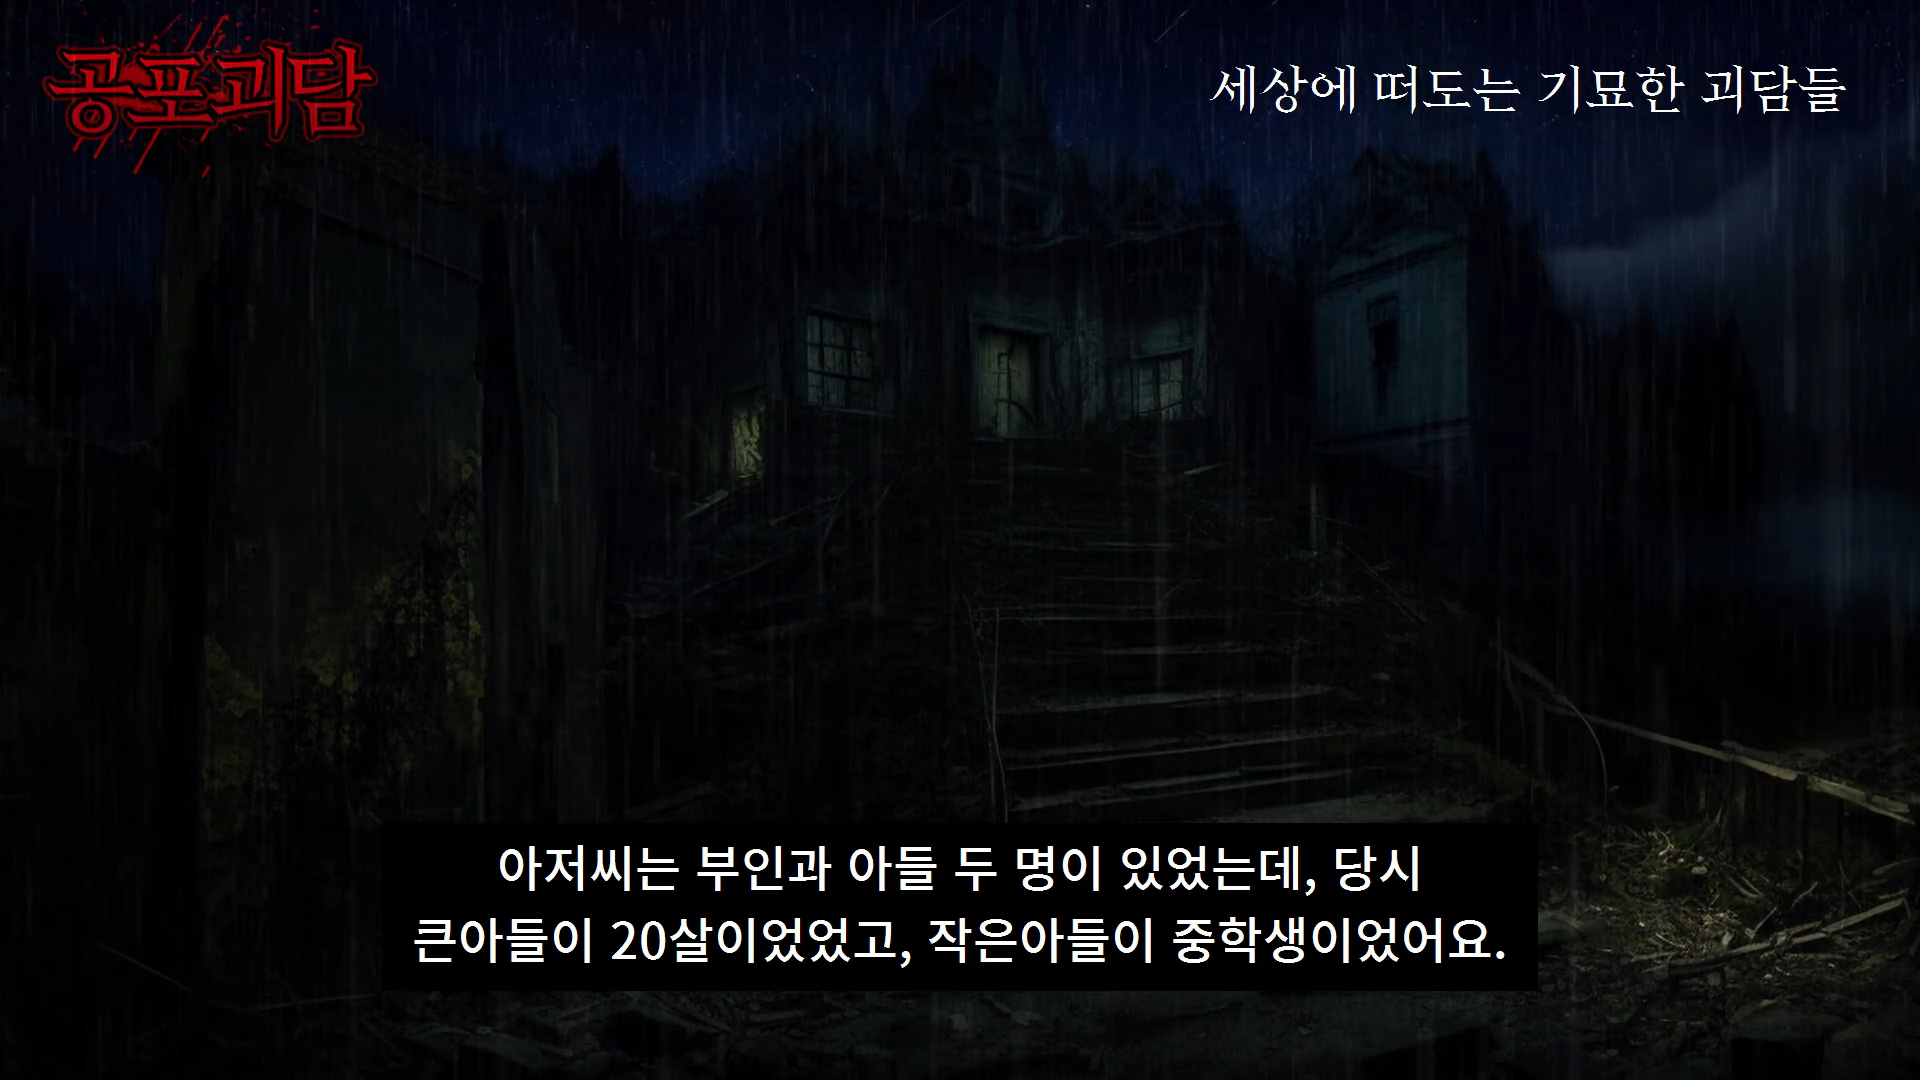 공포괴담
세상에 떠도는 기묘한 괴담들
아저씨는 부인과 아들 두 명이 있었는데, 당시
큰아들이 20살이었었고, 작은아들이 중학생이었어요.